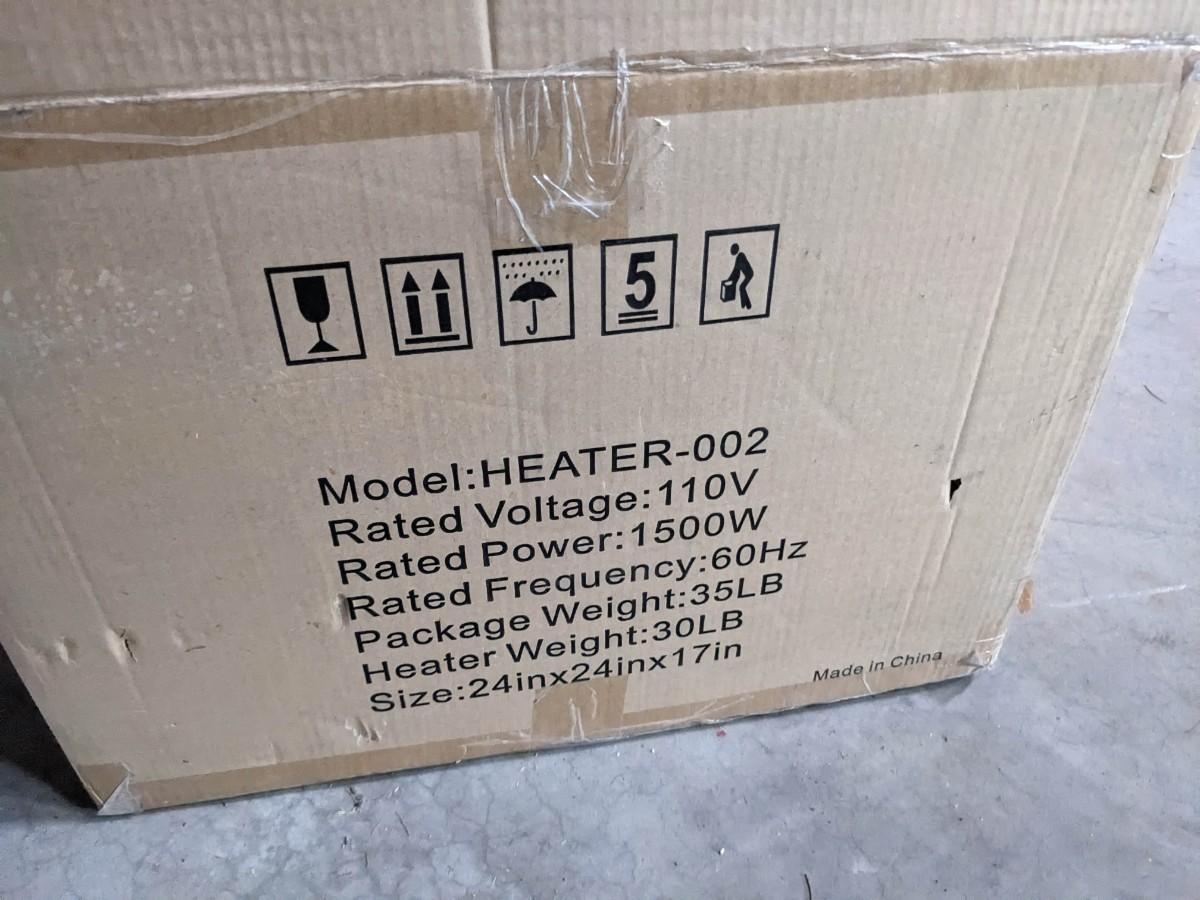 5
Model:HEATER-002
Rated Voltage:110V
Rated Power:1500W
Rated Frequency:60Hz
Package Weight:35LB
Heater Weight:30LB
Size:24inx24inx17in
Made in China